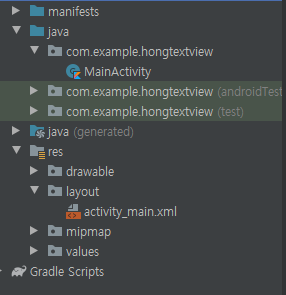 manifests
java
com.example.hongtextview
MainActivity
com.example.hongtextview (androidTest
com.example.hongtextview (test)
java (generated)
res
drawable
layout
activity_main.xml
mipmap
values
Gradle Scripts